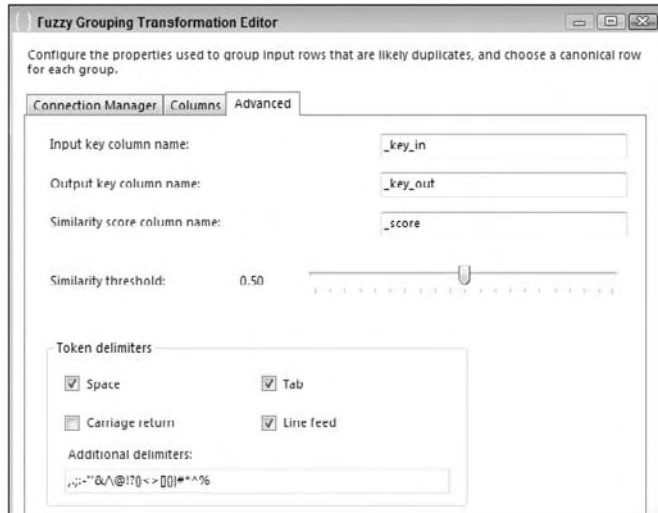 Fuzzy Grouping Transformation Editor
Configure the properties used to group input rows that are likely duplicates, and choose a canonical row
for each group.
Connection Manager Columns Advanced
Input key column name: _key_in
Output key column name: _key_out
Similarity score column name: _score
Similarity threshold: 0.50
Token delimiters
Space Tab
Carriage return Line feed
Additional delimiters: